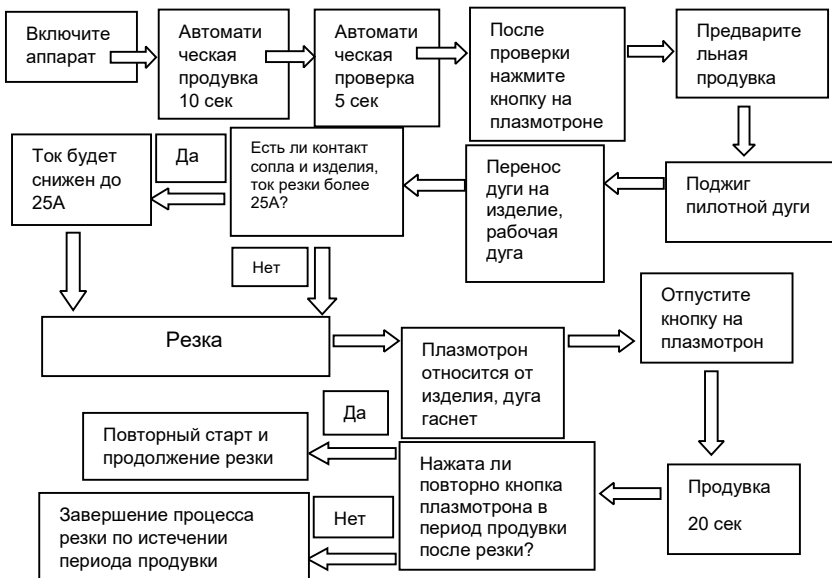 Включите
аппарат
Автомати
ческая
продувка
10 сек
Автомати
ческая
проверка
5 сек
После
проверки
нажмите
кнопку на
плазмотроне
Предварите
льная
продувка
Ток будет
снижен до
25А
Да
Есть ли контакт
сопла и изделия,
ток резки более
25А?
Перенос
дуги на
изделие,
рабочая
дуга
Поджиг
пилотной дуги
Нет
Резка
Плазмотрон
относится от
изделия, дуга
гаснет
Отпустите
кнопку на
плазмотрон
Да
Повторный старт и
продолжение резки
Нажата ли
повторно кнопка
плазмотрона в
период продувки
после резки?
Продувка
20 сек
Завершение процесса
резки по истечении
периода продувки
Нет